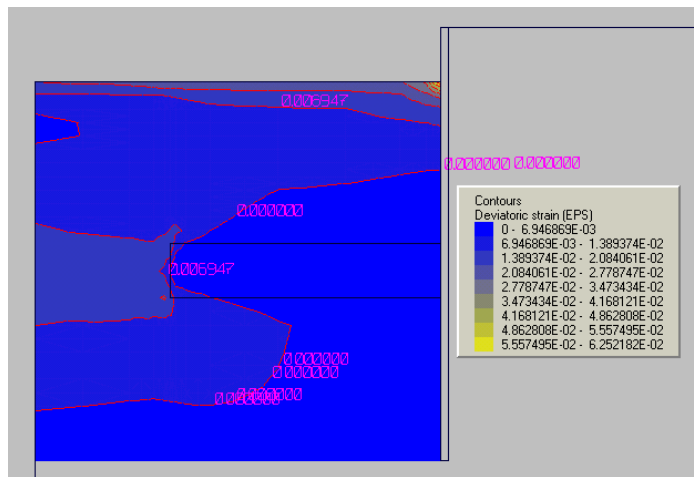 0.006947
0.000000 0.000000
0.000000
0.006947
0.000000
0.000000
0.000000
Contours
Deviatoric strain (EPS)
0 - 6.946869E-03
6.946869E-03 - 1.389374E-02
1.389374E-02 - 2.084061E-02
2.084061E-02 - 2.778747E-02
2.778747E-02 - 3.473434E-02
3.473434E-02 - 4.168121E-02
4.168121E-02 - 4.862808E-02
4.862808E-02 - 5.557495E-02
5.557495E-02 - 6.252182E-02